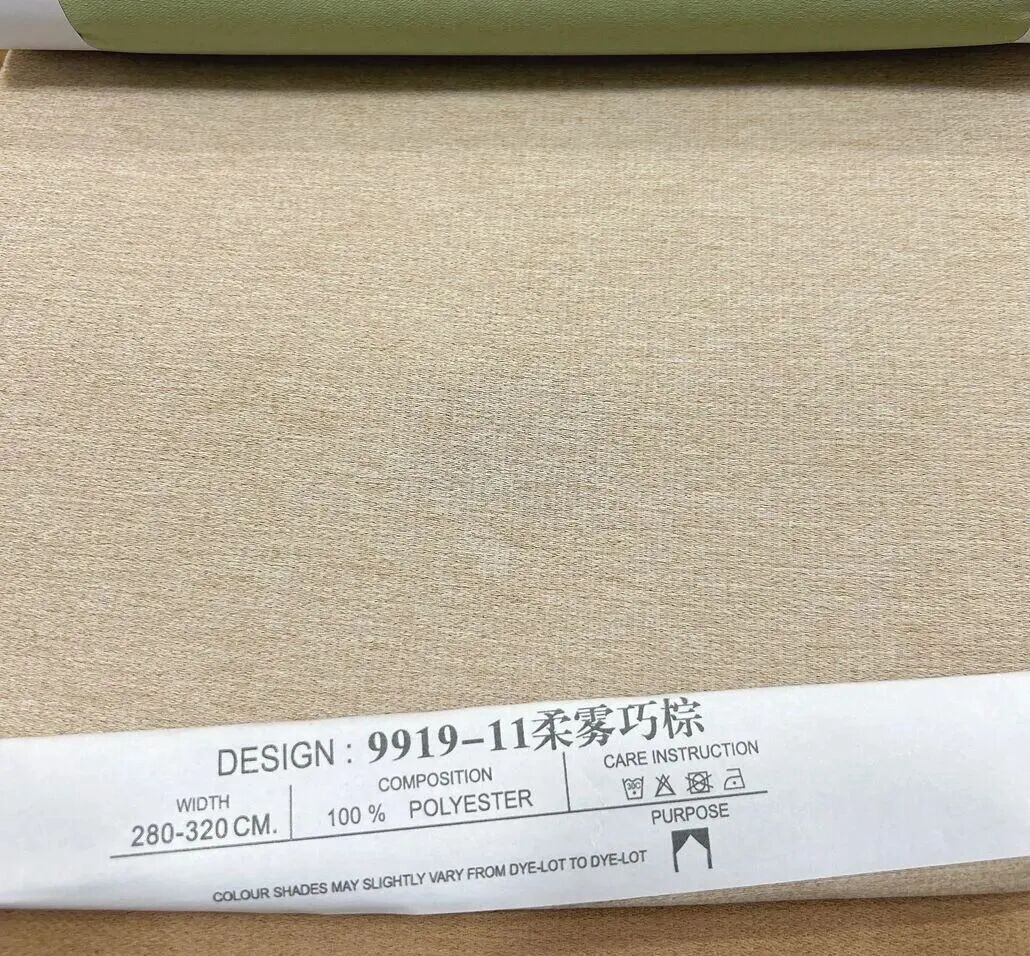 DESIGN : 9919-11柔雾巧棕
WIDTH
280-320 CM.
COMPOSITION
100 % POLYESTER
CARE INSTRUCTION
PURPOSE
COLOUR SHADES MAY SLIGHTLY VARY FROM DYE-LOT TO DYE-LOT